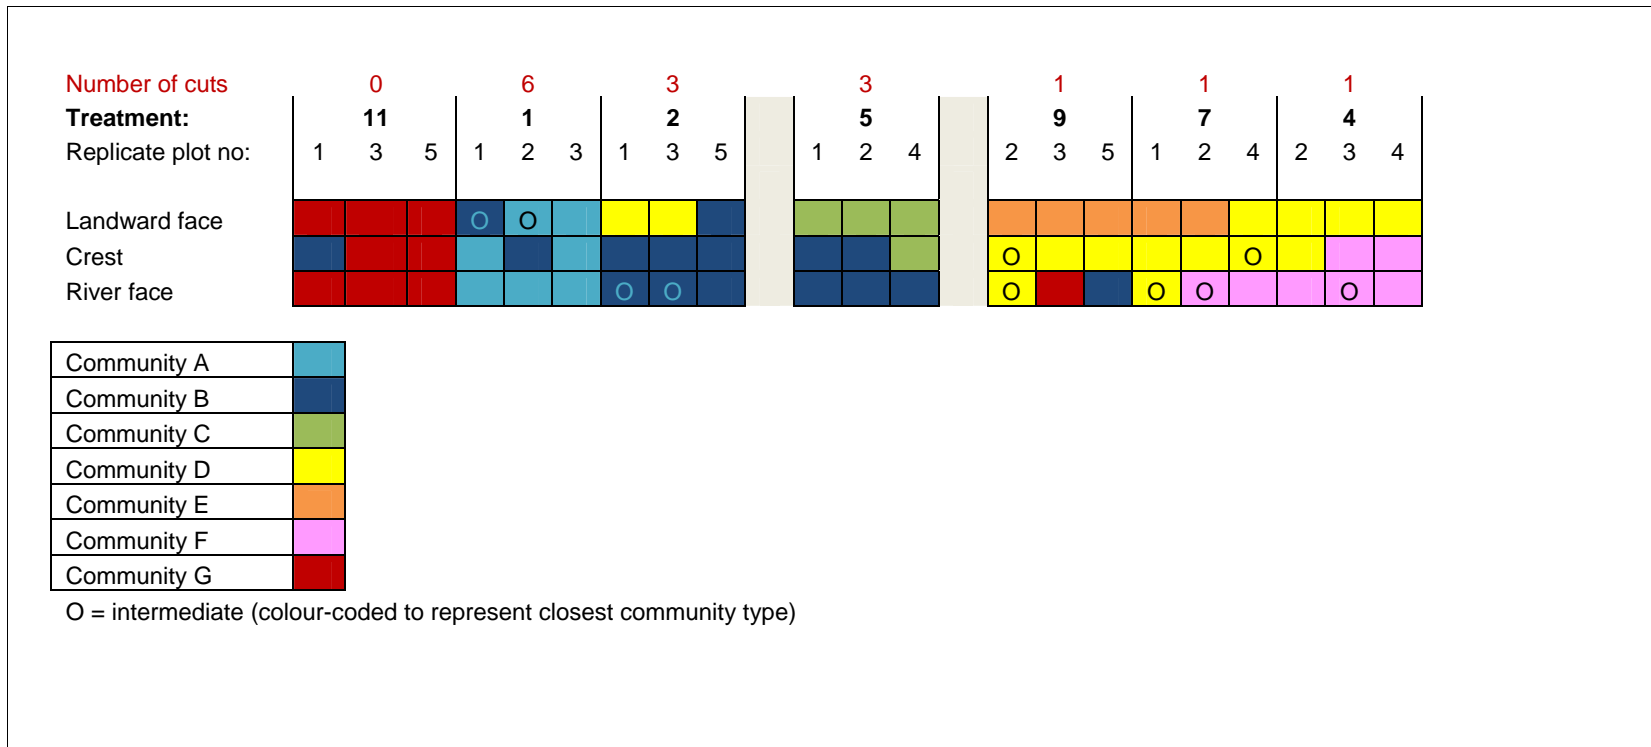 Number of cuts 0 6 3 3 1 1 1
Treatment: 11 1 2 5 9 7 4
Replicate plot no: 1 3 5 1 2 3 1 3 5 1 2 4 2 3 5 1 2 4 2 3 4
Landward face O O
Crest O O
River face O O O O O O
Community A
Community B
Community C
Community D
Community E
Community F
Community G
O = intermediate (colour-coded to represent closest community type)